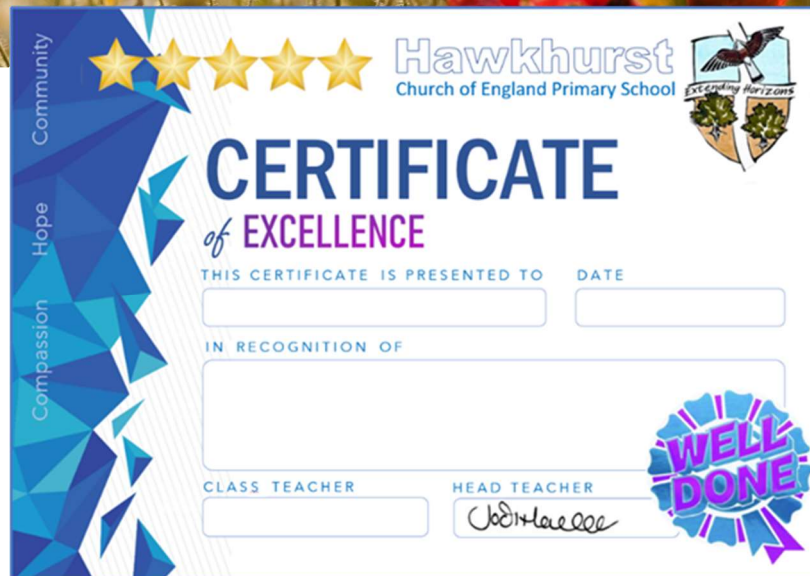 Community
Hope
Compassion
Hawkhurst
Church of England Primary School
Extending Horizons
CERTIFICATE
of EXCELLENCE
THIS CERTIFICATE IS PRESENTED TO
DATE
IN RECOGNITION OF
CLASS TEACHER
HEAD TEACHER
WELL
DONE